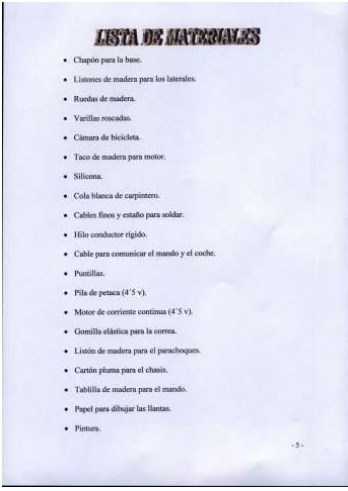 LISTA DE MATERIALES
• Chapón para la base.
• Listones de madera para los laterales.
• Ruedas de madera.
• Varillas roscadas.
• Cámara de bicicleta.
• Taco de madera para motor.
• Silicona.
• Cola blanca de carpintero.
• Cables finos y estaño para soldar.
• Hilo conductor rígido.
• Cable para comunicar el mando y el coche.
• Puntillas.
• Pila de petaca (4´5 v).
• Motor de corriente continua (4´5 v).
• Gomilla elástica para la correa.
• Listón de madera para el parachoques.
• Cartón pluma para el chasis.
• Tablilla de madera para el mando.
• Papel para dibujar las llantas.
• Pintura.
- 5 -